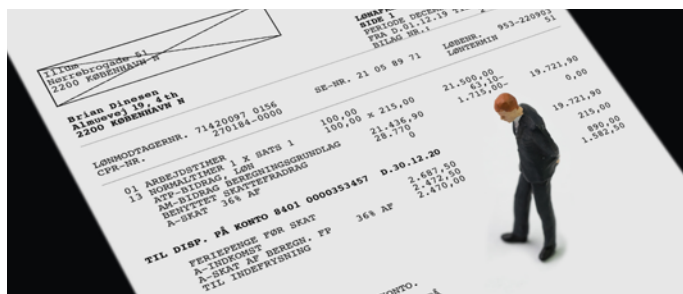 LØNAF
SIDE 1
PERIODE DECE
FRA D.01.12.19
BILAG NR.:
Illum
Nørrebrogade 51
2200 KØBENHAVN N
Brian Dinesen
Almuevej 19, 4 th
2200 KØBENHAVN N
LØBENR. 953-220903
LØNTERMIN 51
SE-NR. 21 05 89 71
LØNMODTAGERNR. 71420097 0156
CPR-NR. 270184-0000
01 ARBEJDSTIMER 100,00
13 NORMALTIMER 1 X SATS 1 100,00 x 215,00 21.500,00
ATP-BIDRAG, LØN 63,10-
AM-BIDRAG BEREGNINGSGRUNDLAG 21.436,90 1.715,00- 19.721,90
BENYTTET SKATTEFRADRAG 28.770
A-SKAT 36% AF 0 0,00
19.721,90
TIL DISP. PÅ KONTO 8401 0000353457 D.30.12.20
FERIEPENGE FØR SKAT 2.687,50 215,00
A-INDKOMST 2.472,50
A-SKAT AF BEREGN. FP 36% AF 2.470,00 890,00
TIL INDEFRYSNING 1.582,50
KONTO.